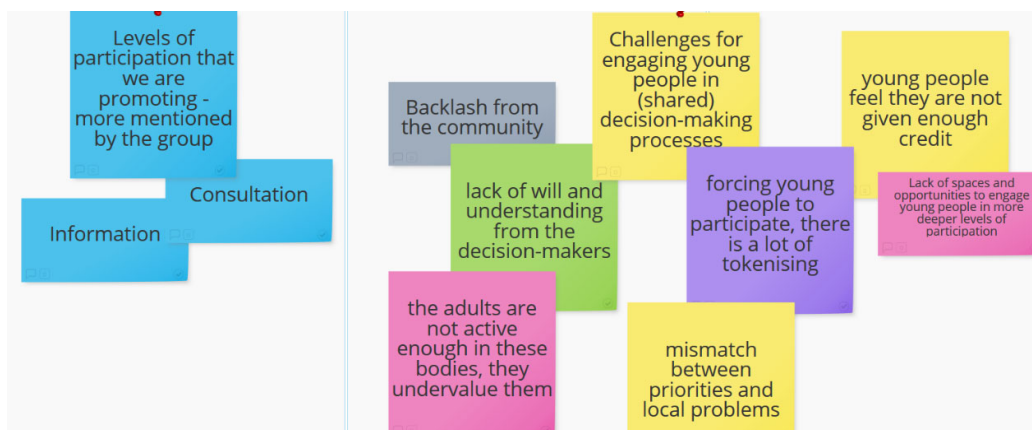 Levels of
participation that
we are
promoting -
more mentioned
by the group
Consultation
Information
Challenges for
engaging young
people in
(shared)
decision-making
processes
Backlash from
the community
young people
feel they are not
given enough
credit
lack of will and
understanding
from the
decision-makers
forcing young
people to
participate, there
is a lot of
tokenising
Lack of spaces and
opportunities to engage
young people in more
deeper levels of
participation
the adults are
not active
enough in these
bodies, they
undervalue them
mismatch
between
priorities and
local problems